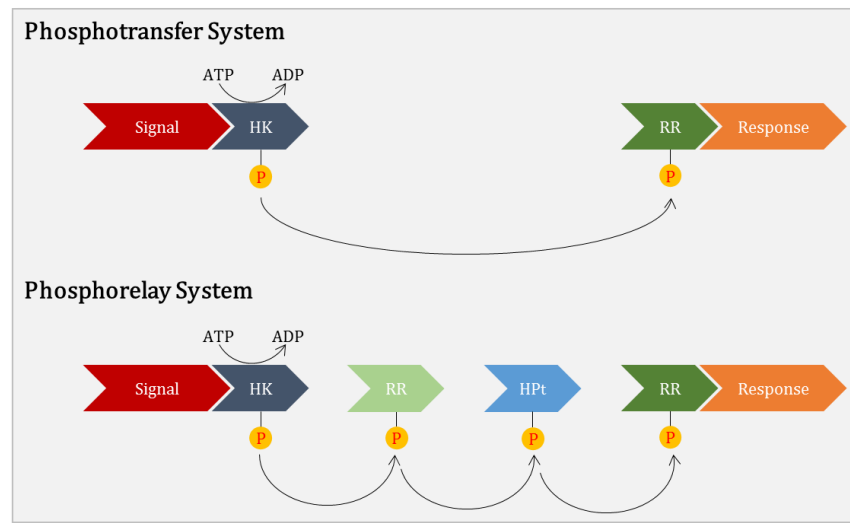 Phosphotransfer System
ATP ADP
Signal HK RR Response
P P
Phosphorelay System
ATP ADP
Signal HK RR HPt RR Response
P P P P